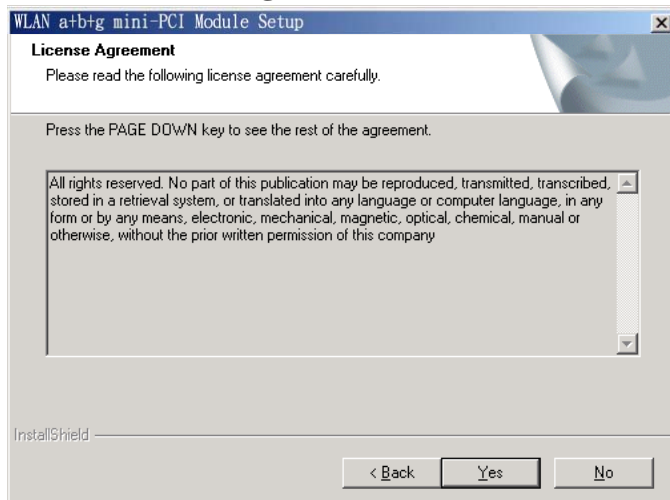 WLAN a+b+g mini-PCI Module Setup
License Agreement
Please read the following license agreement carefully.
Press the PAGE DOWN key to see the rest of the agreement.
All rights reserved. No part of this publication may be reproduced, transmitted, transcribed,
stored in a retrieval system, or translated into any language or computer language, in any
form or by any means, electronic, mechanical, magnetic, optical, chemical, manual or
otherwise, without the prior written permission of this company
InstallShield
< Back Yes No